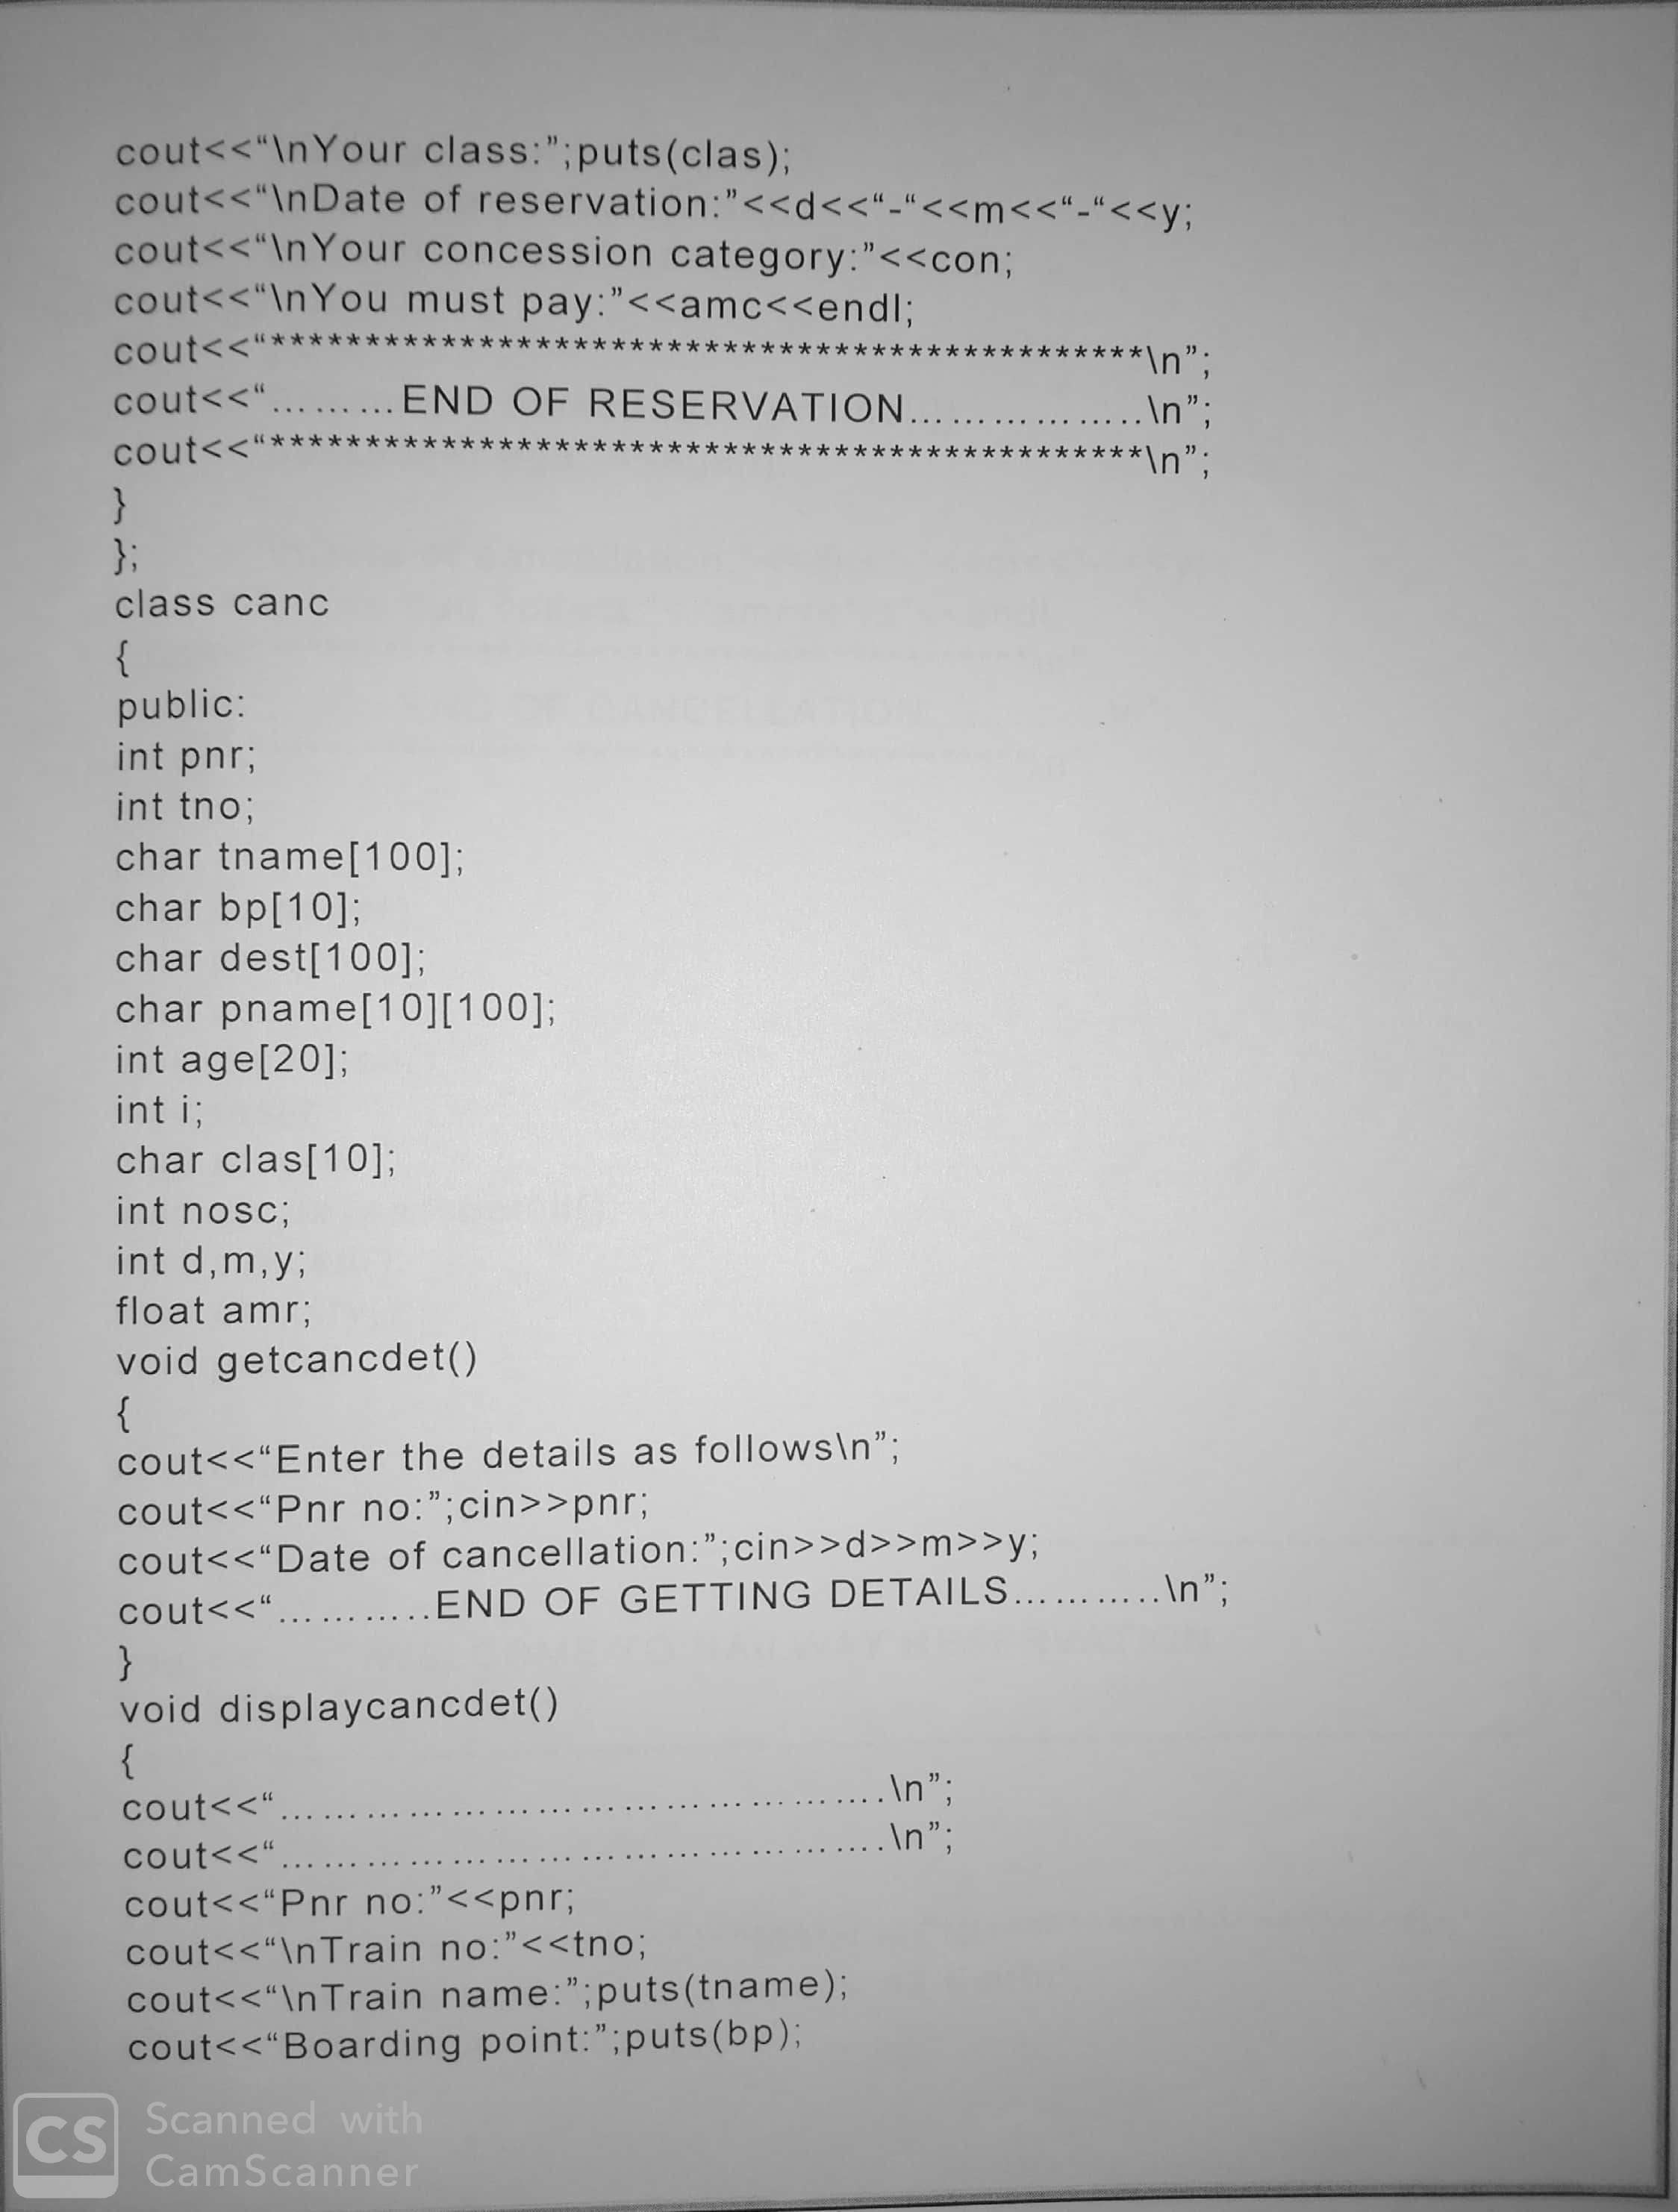 cout<<“\nYour class:”;puts(clas);
cout<<“\nDate of reservation:”<<d<<“-“<<m<<“-“<<y;
cout<<“\nYour concession category:”<<con;
cout<<“\nYou must pay:”<<amc<<endl;
cout<<“***********************************************\n”;
cout<<“………END OF RESERVATION………………\n”;
cout<<“***********************************************\n”;
}
};
class canc
{
public:
int pnr;
int tno;
char tname[100];
char bp[10];
char dest[100];
char pname[10][100];
int age[20];
int i;
char clas[10];
int nosc;
int d,m,y;
float amr;
void getcancdet()
{
cout<<“Enter the details as follows\n”;
cout<<“Pnr no:”;cin>>pnr;
cout<<“Date of cancellation:”;cin>>d>>m>>y;
cout<<“………..END OF GETTING DETAILS………..\n”;
}
void displaycancdet()
{
cout<<“……………………………………….\n”;
cout<<“……………………………………….\n”;
cout<<“Pnr no:”<<pnr;
cout<<“\nTrain no:”<<tno;
cout<<“\nTrain name:”;puts(tname);
cout<<“Boarding point:”;puts(bp);
CS Scanned with
CamScanner